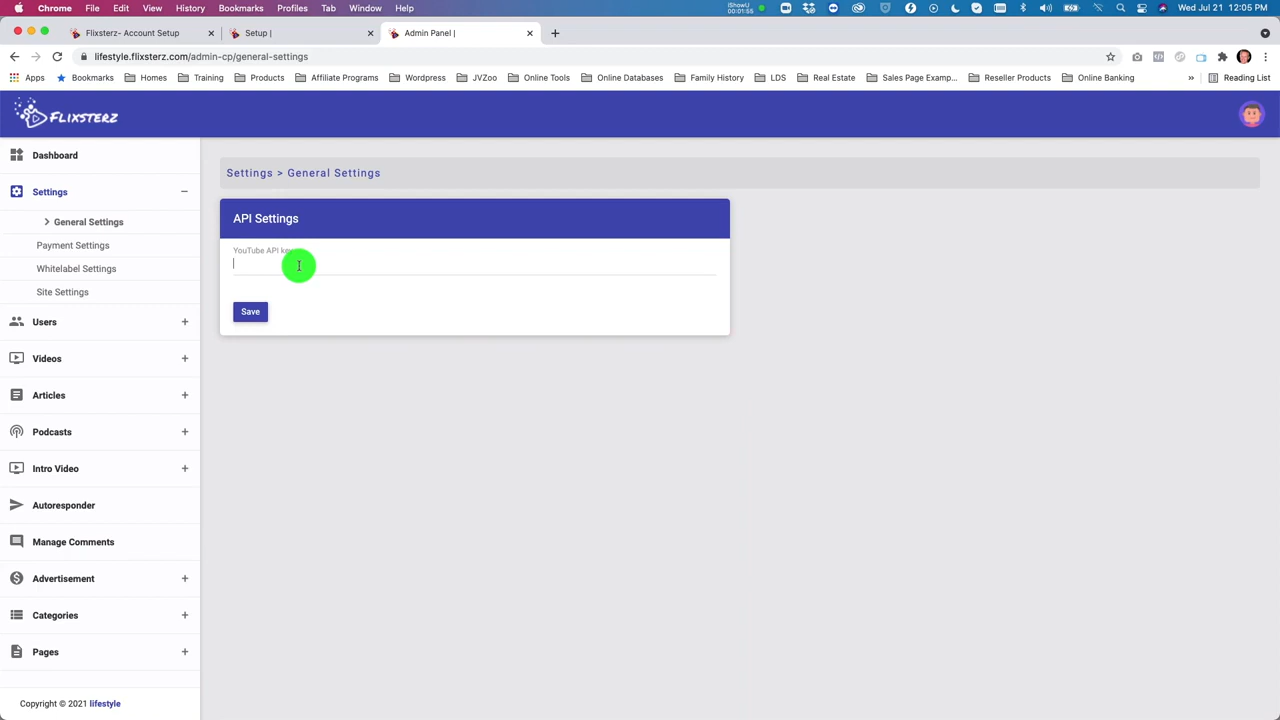 Chrome File Edit View History Bookmarks Profiles Tab Window Help
ShowU
00:01:55
Wed Jul 21 12:05 PM
Flixsterz- Account Setup
Setup |
Admin Panel |
lifestyle.flixsterz.com/admin-cp/general-settings
Apps Bookmarks Homes Training Products Affiliate Programs Wordpress JVZoo Online Tools Online Databases Family History LDS Real Estate Sales Page Examp... Reseller Products Online Banking » Reading List
FLIXSTERZ
Dashboard
Settings
General Settings
Payment Settings
Whitelabel Settings
Site Settings
Users
Videos
Articles
Podcasts
Intro Video
Autoresponder
Manage Comments
Advertisement
Categories
Pages
Copyright © 2021 lifestyle
Settings > General Settings
API Settings
YouTube API key
Save